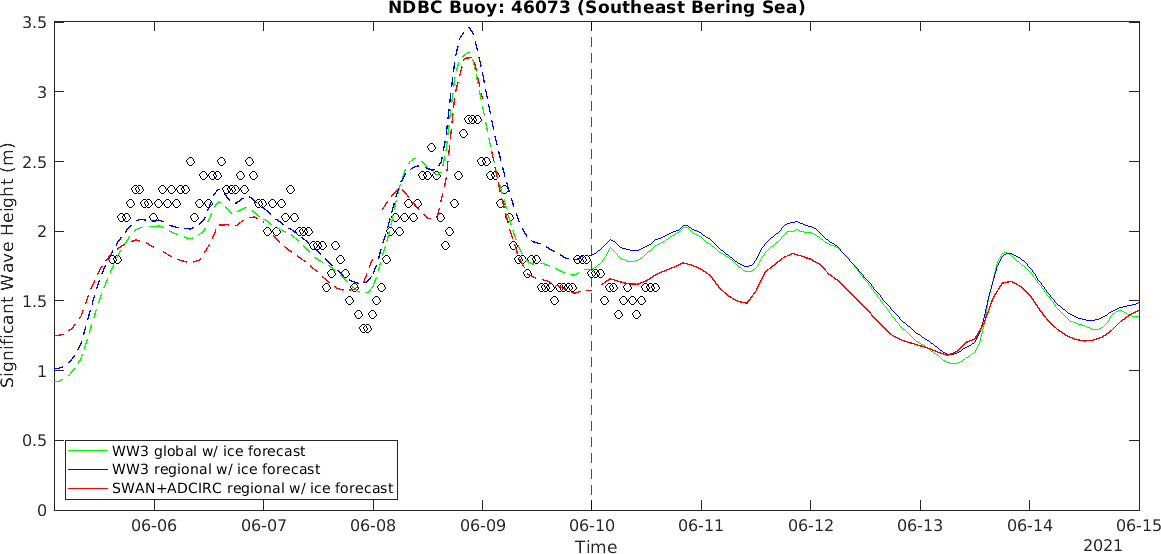 NDBC Buoy: 46073 (Southeast Bering Sea)
3.5
3
2.5
2
1.5
1
0.5
0
Significant Wave Height (m)
WW3 global w/ ice forecast
WW3 regional w/ ice forecast
SWAN+ADCIRC regional w/ ice forecast
06-06 06-07 06-08 06-09 06-10 06-11 06-12 06-13 06-14 06-15
Time
2021